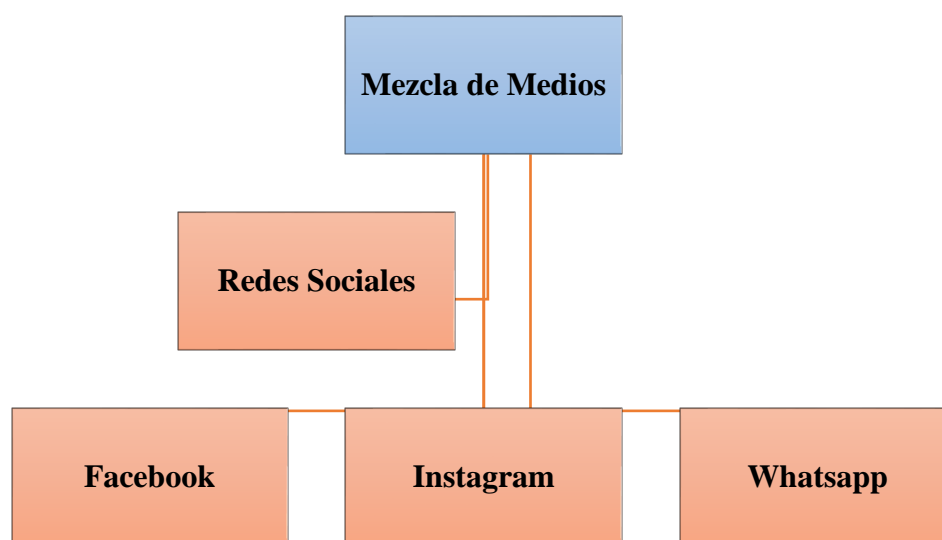 Mezcla de Medios
Redes Sociales
Facebook
Instagram
Whatsapp